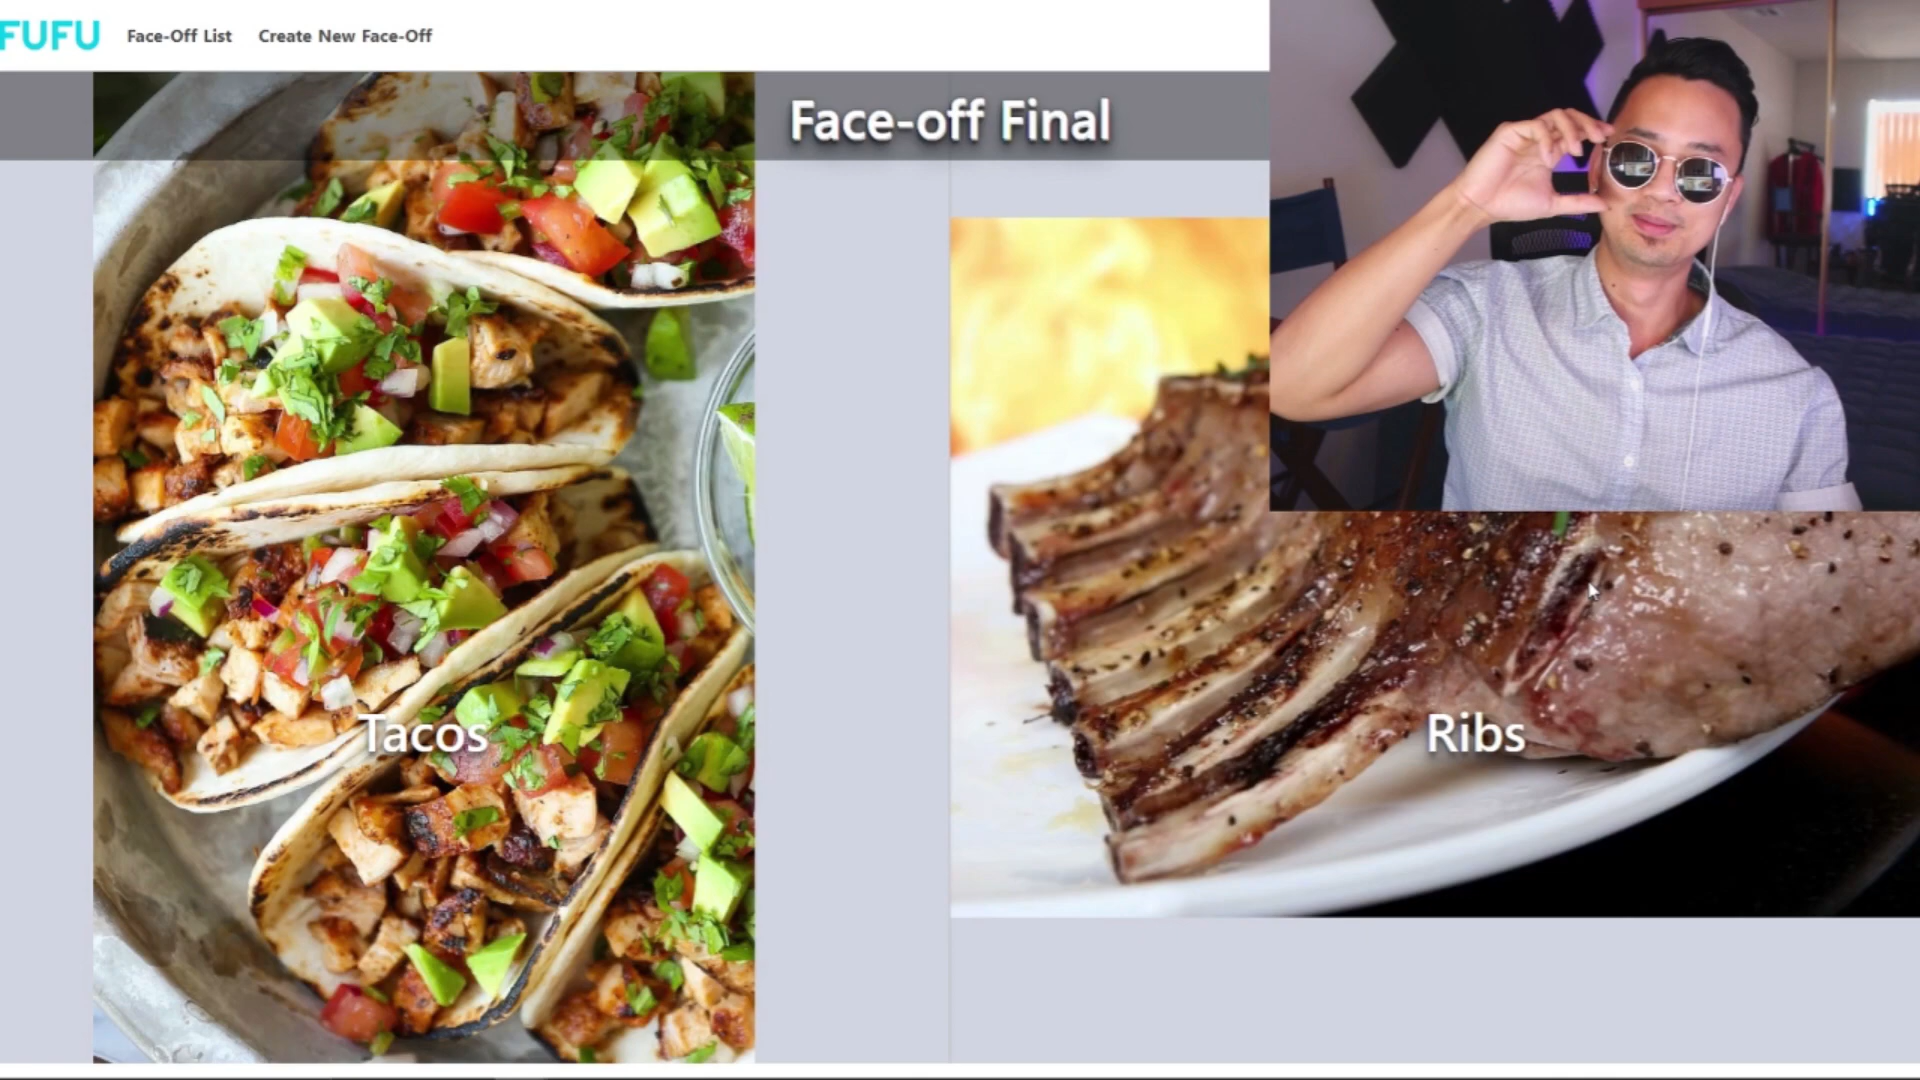 FUFU
Face-Off List
Create New Face-Off
Face-off Final
Tacos
Ribs